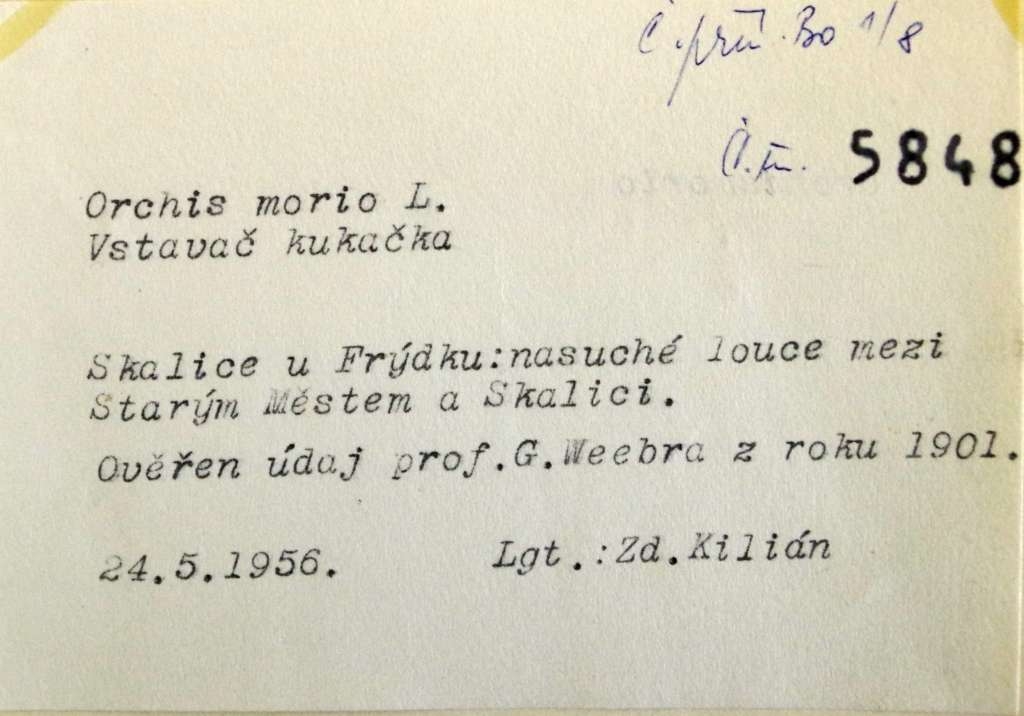 Č. přír. Bo 1/8
Č. 5848
Orchis morio L.
Vstavač kukačka
Skalice u Frýdku:nasuché louce mezi
Starým Městem a Skalici.
Ověřen údaj prof.G.Weebra z roku 1901.
24.5.1956. Lgt.:Zd.Kilián